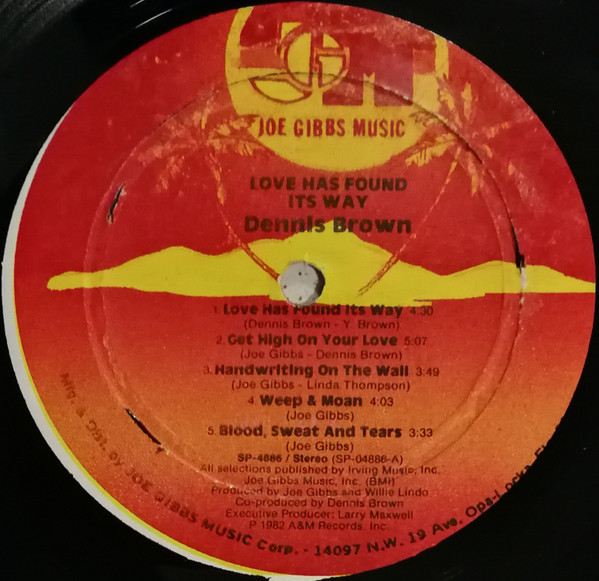 JGM
JOE GIBBS MUSIC
LOVE HAS FOUND
ITS WAY
Dennis Brown
1. Love Has Found Its Way 4:30
(Dennis Brown - Y. Brown)
2. Get High On Your Love 5:07
(Joe Gibbs - Dennis Brown)
3. Handwriting On The Wall 3:49
(Joe Gibbs - Linda Thompson)
4. Weep & Moan 4:03
(Joe Gibbs)
5. Blood, Sweat And Tears 3:33
(Joe Gibbs)
SP-4886 / Stereo (SP-04886-A)
All selections published by Irving Music, Inc.
Joe Gibbs Music, Inc. (BMI)
Produced by Joe Gibbs and Willie Lindo
Co-produced by Dennis Brown
Executive Producer: Larry Maxwell
P 1982 A&M Records, Inc.
Mfg. & Dist. by JOE GIBBS MUSIC Corp. - 14097 N.W. 19 Ave. Opa-Locka